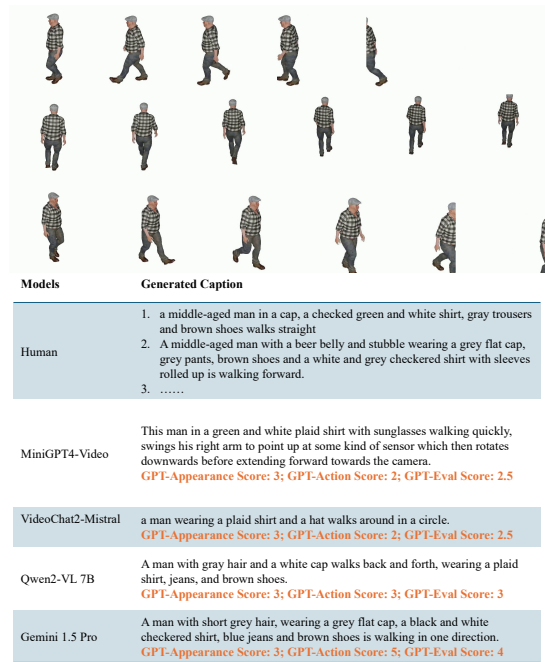 Models Generated Caption
Human
1. a middle-aged man in a cap, a checked green and white shirt, gray trousers
and brown shoes walks straight
2. A middle-aged man with a beer belly and stubble wearing a grey flat cap,
grey pants, brown shoes and a white and grey checkered shirt with sleeves
rolled up is walking forward.
3. ……
MiniGPT4-Video
This man in a green and white plaid shirt with sunglasses walking quickly,
swings his right arm to point up at some kind of sensor which then rotates
downwards before extending forward towards the camera.
GPT-Appearance Score: 3; GPT-Action Score: 2; GPT-Eval Score: 2.5
VideoChat2-Mistral
a man wearing a plaid shirt and a hat walks around in a circle.
GPT-Appearance Score: 3; GPT-Action Score: 2; GPT-Eval Score: 2.5
Qwen2-VL 7B
A man with gray hair and a white cap walks back and forth, wearing a plaid
shirt, jeans, and brown shoes.
GPT-Appearance Score: 3; GPT-Action Score: 3; GPT-Eval Score: 3
Gemini 1.5 Pro
A man with short grey hair, wearing a grey flat cap, a black and white
checkered shirt, blue jeans and brown shoes is walking in one direction.
GPT-Appearance Score: 3; GPT-Action Score: 5; GPT-Eval Score: 4